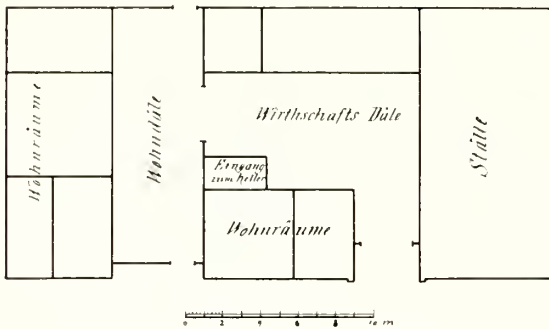 Wohnräume
Wohndäle
Wirthschafts Däle
Ställe
Eingang
zum Keller
Wohnräume
0 2 4 6 8 10 m